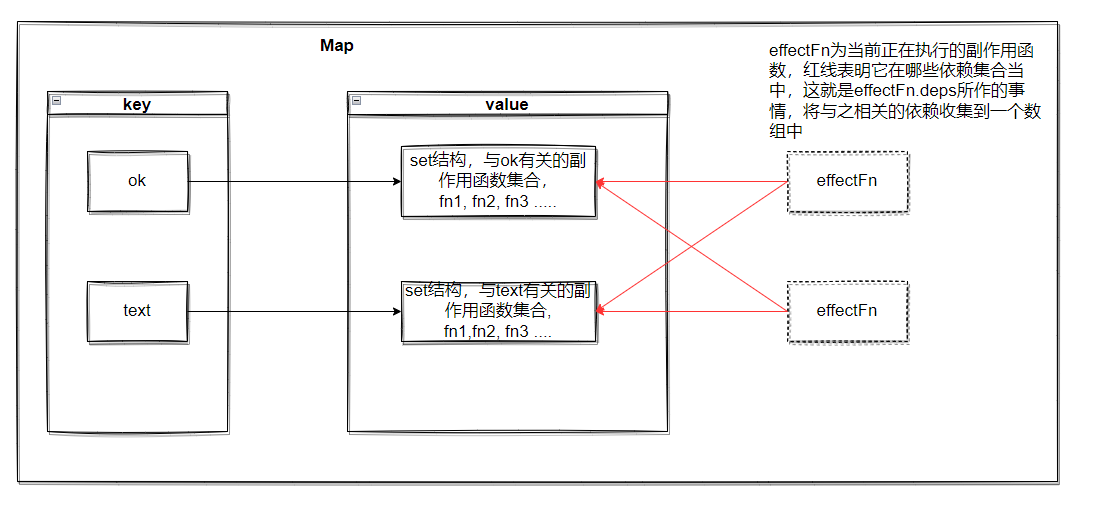 Map
effectFn为当前正在执行的副作用函
数，红线表明它在哪些依赖集合当
中，这就是effectFn.deps所作的事
情，将与之相关的依赖收集到一个数
组中
key
value
ok
set结构，与ok有关的副
作用函数集合，
fn1, fn2, fn3 .....
effectFn
text
set结构，与text有关的副
作用函数集合,
fn1,fn2, fn3 ....
effectFn